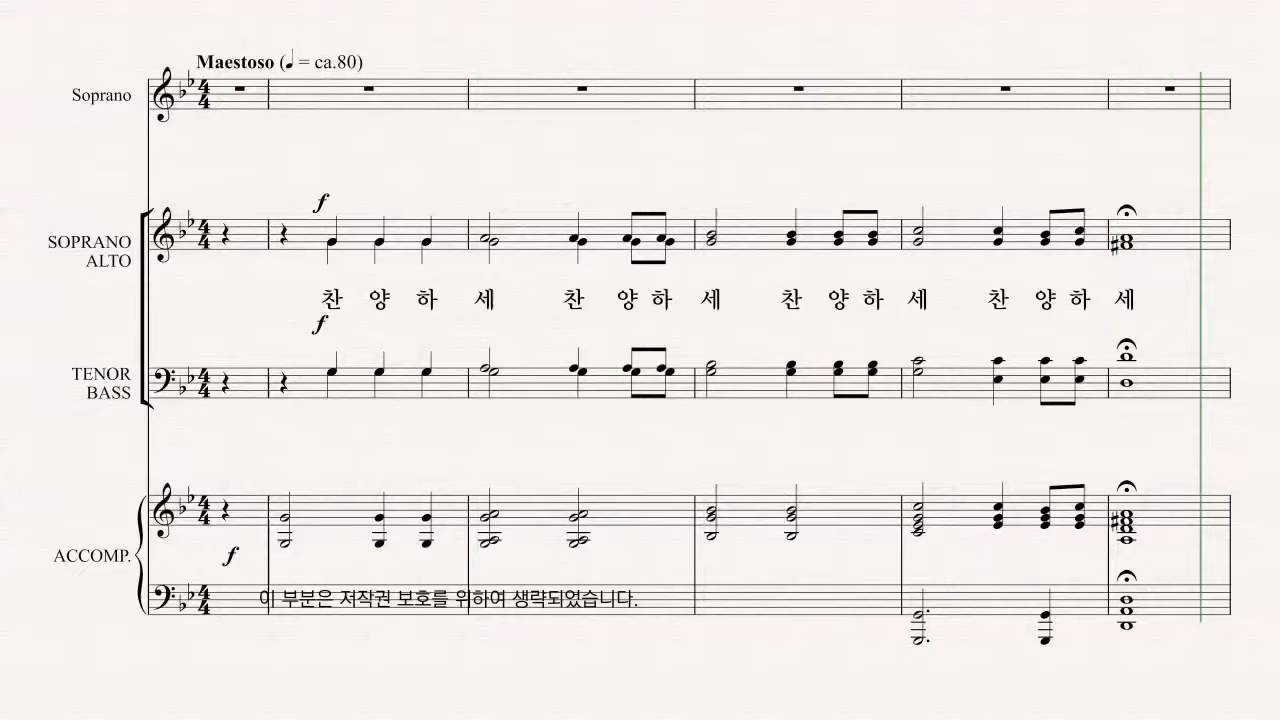 Maestoso (♩ = ca.80)
Soprano
f
SOPRANO
ALTO
찬 양 하 세 찬 양 하 세 찬 양 하 세 찬 양 하 세
f
TENOR
BASS
ACCOMP.
f
이 부분은 저작권 보호를 위하여 생략되었습니다.